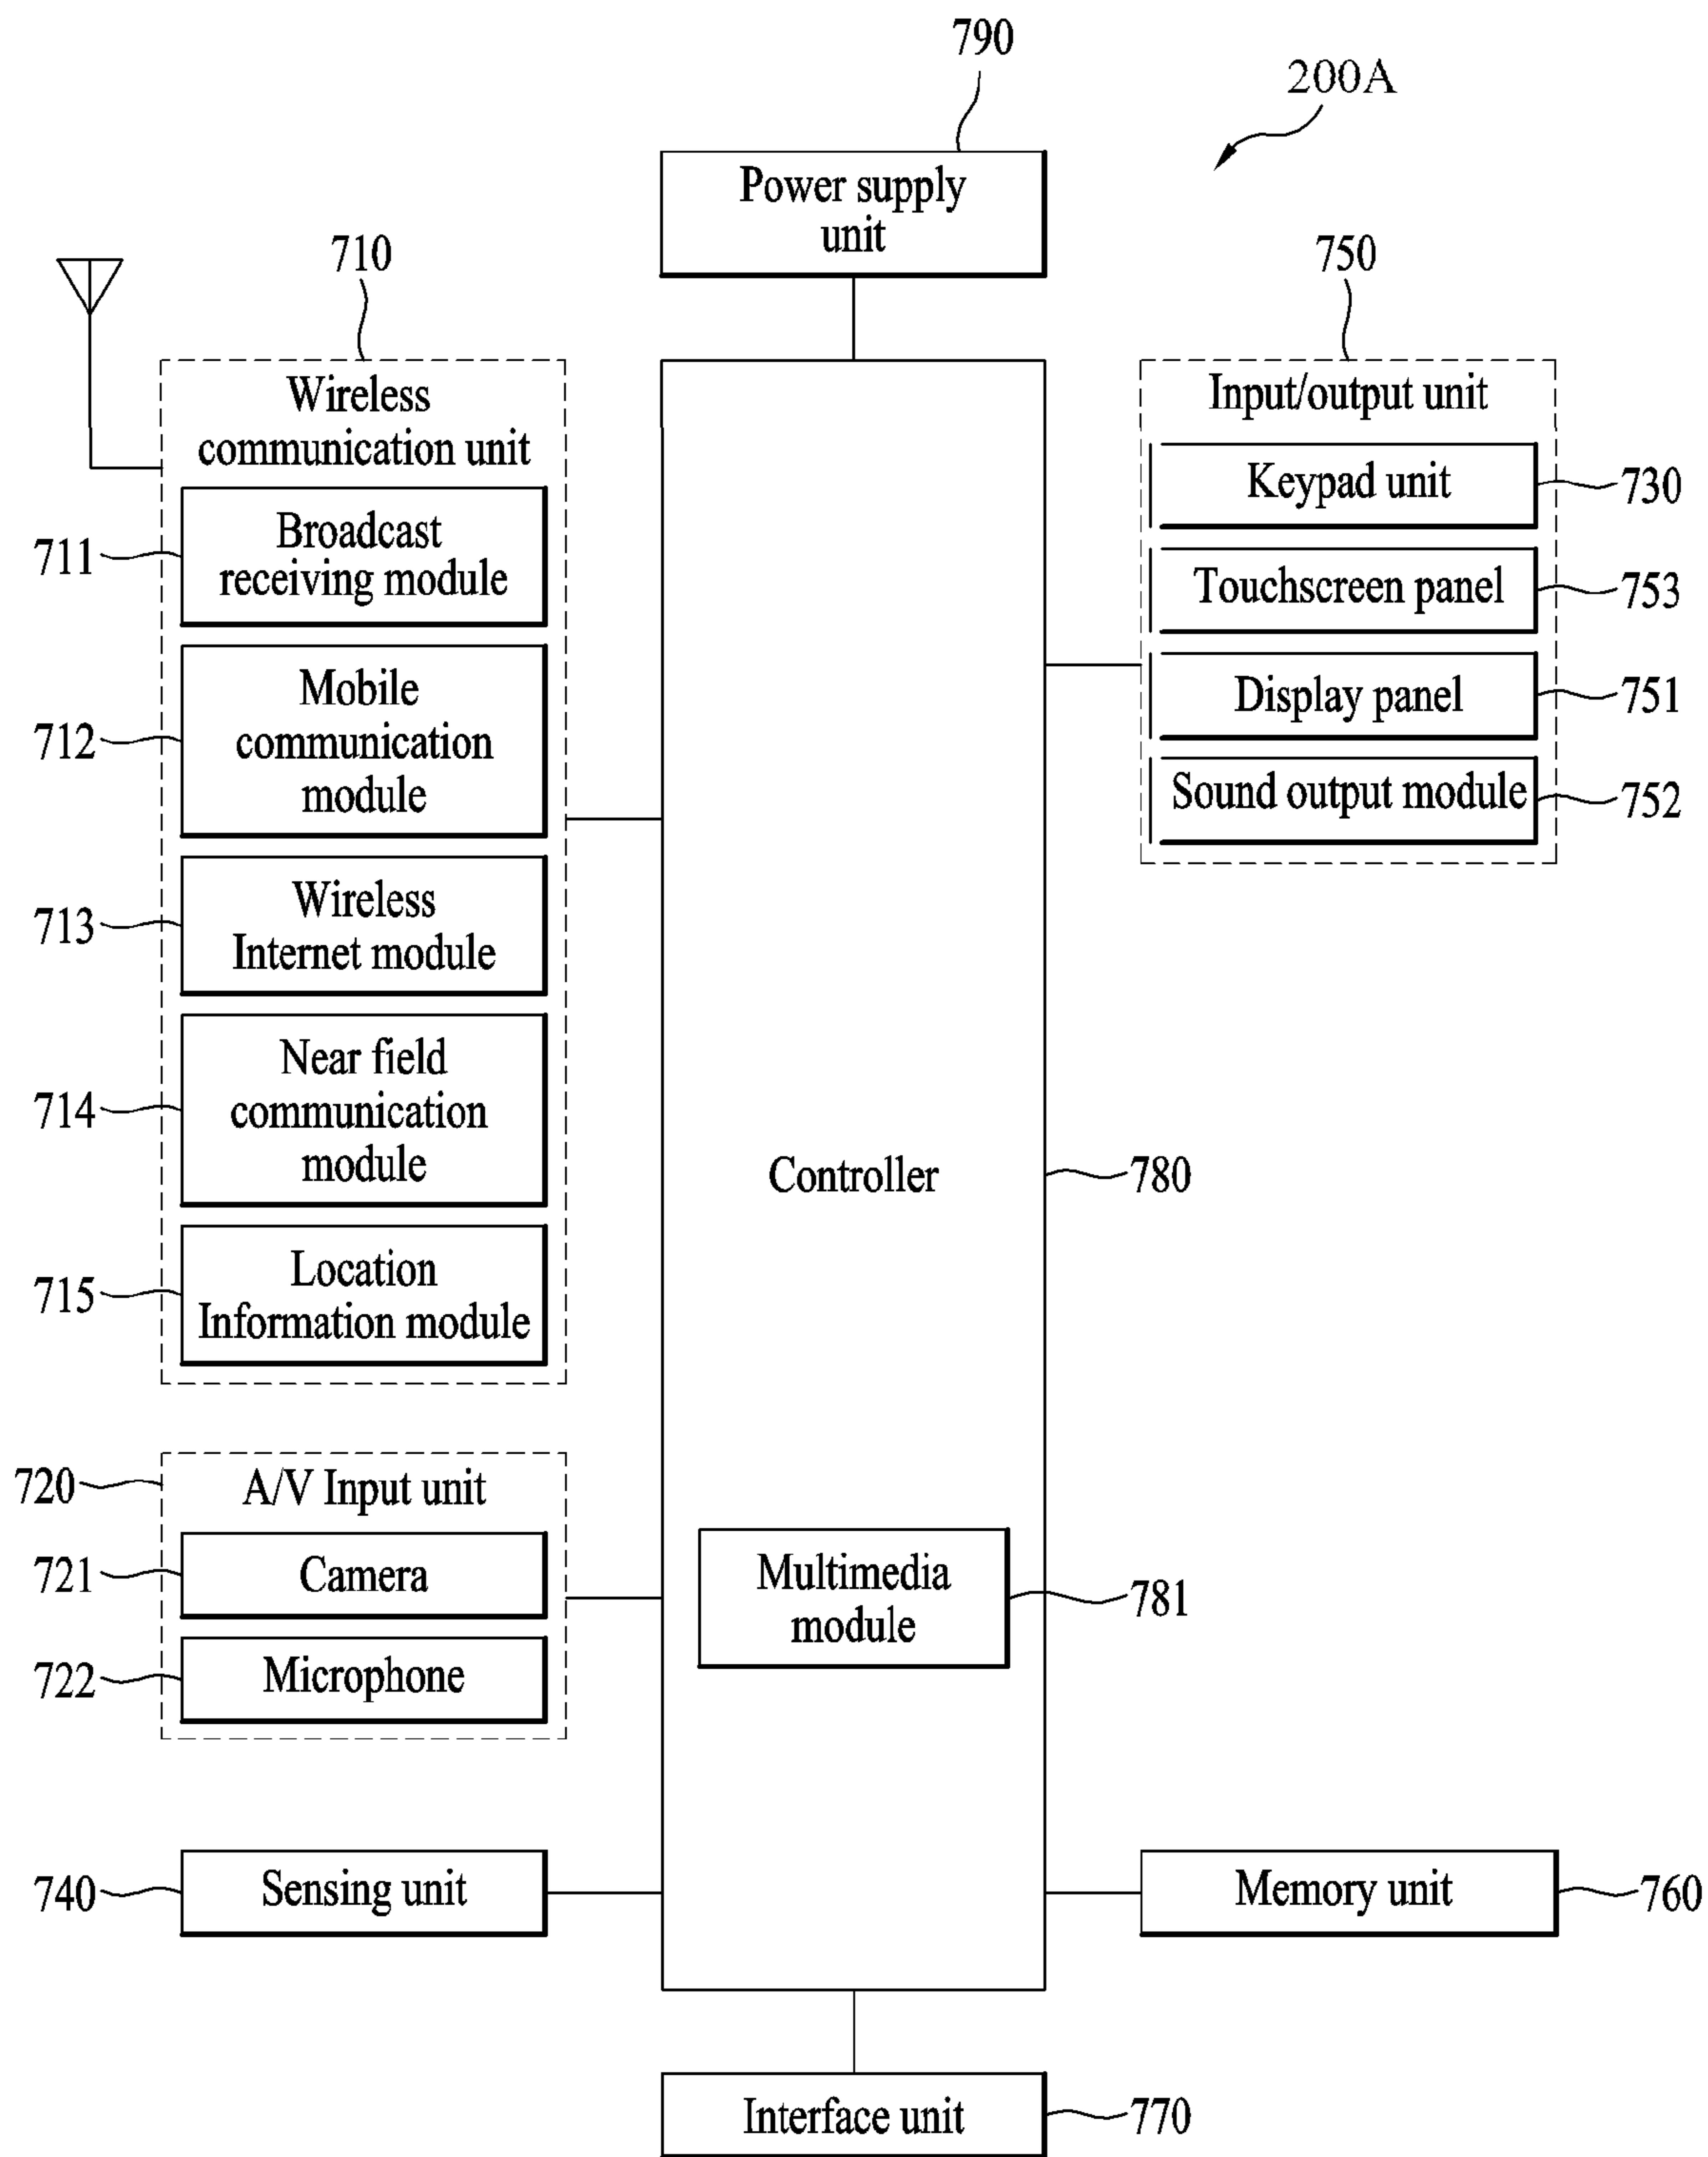 790
200A
Power supply
unit
710
Wireless
communication unit
711
Broadcast
receiving module
712
Mobile
communication
module
713
Wireless
Internet module
714
Near field
communication
module
715
Location
Information module
720
A/V Input unit
721
Camera
722
Microphone
740
Sensing unit
Controller
780
Multimedia
module
781
750
Input/output unit
Keypad unit
730
Touchscreen panel
753
Display panel
751
Sound output module
752
Memory unit
760
Interface unit
770